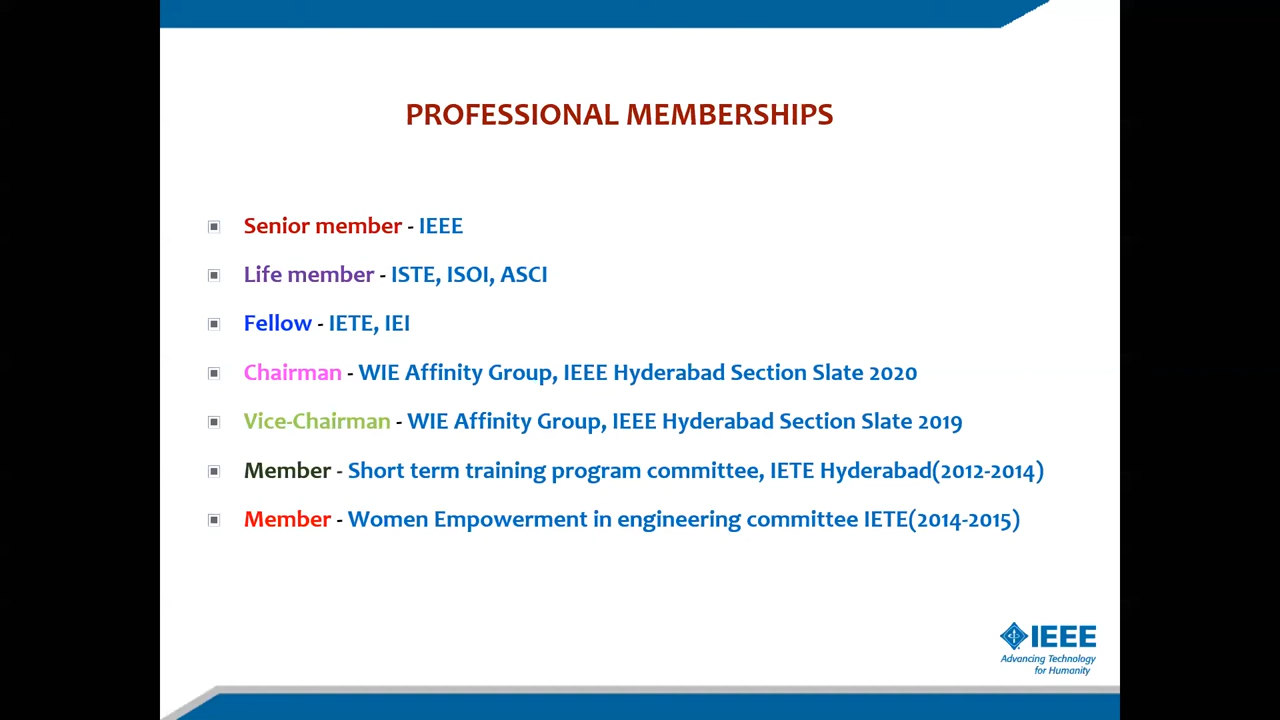 PROFESSIONAL MEMBERSHIPS
Senior member - IEEE
Life member - ISTE, ISOI, ASCI
Fellow - IETE, IEI
Chairman - WIE Affinity Group, IEEE Hyderabad Section Slate 2020
Vice-Chairman - WIE Affinity Group, IEEE Hyderabad Section Slate 2019
Member - Short term training program committee, IETE Hyderabad(2012-2014)
Member - Women Empowerment in engineering committee IETE(2014-2015)
IEEE
Advancing Technology
for Humanity